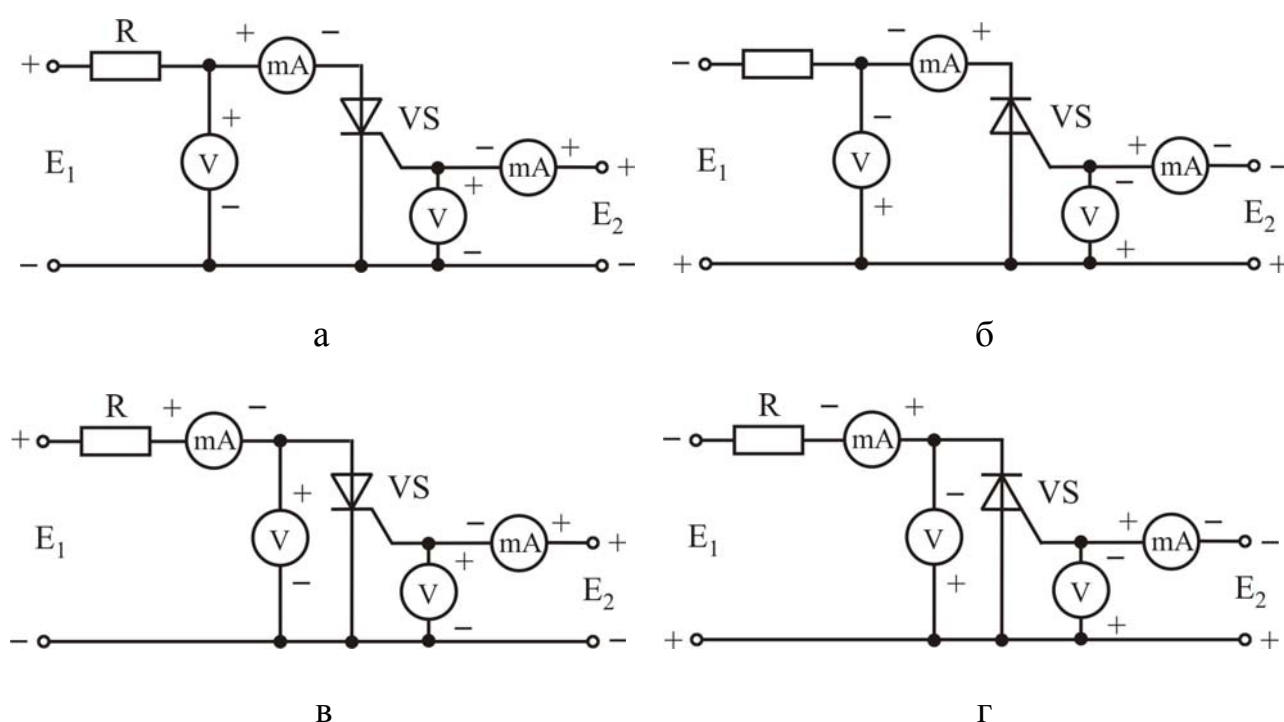 R + − − +
+ mA − mA
+ VS − VS
E₁ V − + + E₁ V + − −
− mA mA
+ E₂ + − E₂
V V
− − + +
− − + +
а б
R + − R − +
+ mA − mA
+ VS − VS
E₁ V − + + E₁ V + − −
− mA mA
+ E₂ + − E₂
V V
− − + +
− − + +
в г